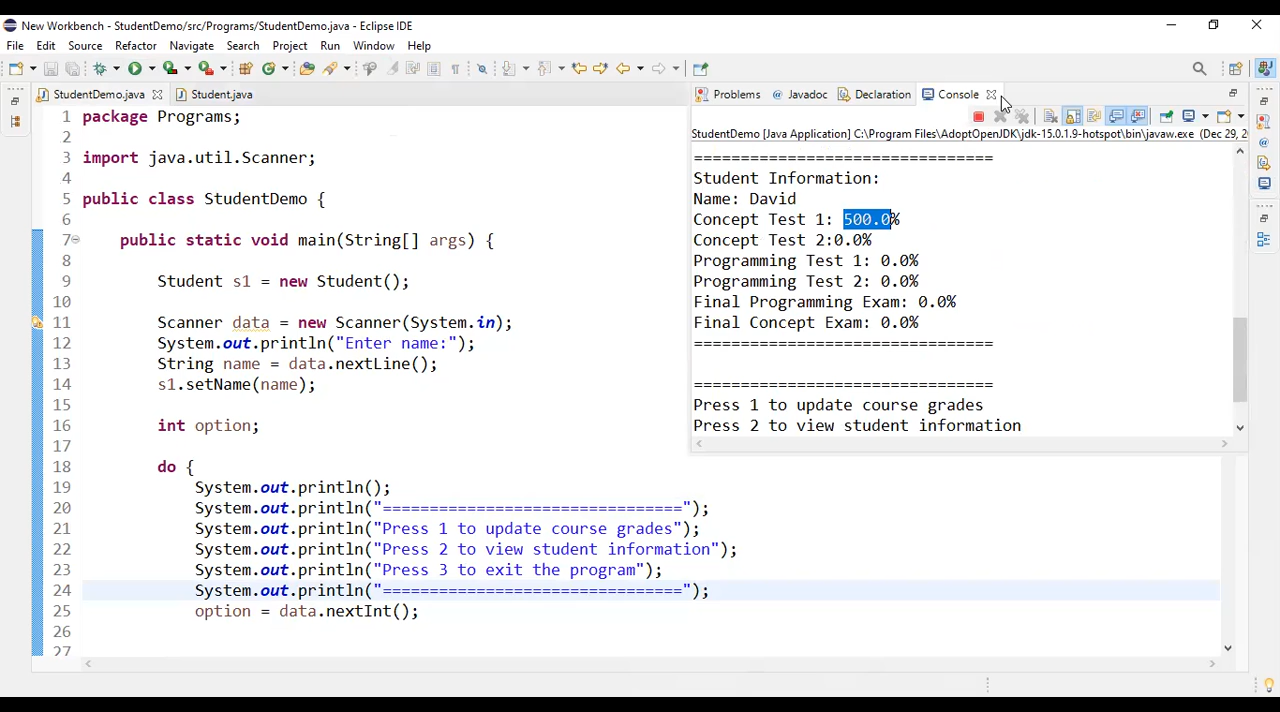 New Workbench - StudentDemo/src/Programs/StudentDemo.java - Eclipse IDE
File Edit Source Refactor Navigate Search Project Run Window Help
StudentDemo.java Student.java
1 package Programs;
2
3 import java.util.Scanner;
4
5 public class StudentDemo {
6
7 public static void main(String[] args) {
8
9 Student s1 = new Student();
10
11 Scanner data = new Scanner(System.in);
12 System.out.println("Enter name:");
13 String name = data.nextLine();
14 s1.setName(name);
15
16 int option;
17
18 do {
19 System.out.println();
20 System.out.println("================================");
21 System.out.println("Press 1 to update course grades");
22 System.out.println("Press 2 to view student information");
23 System.out.println("Press 3 to exit the program");
24 System.out.println("================================");
25 option = data.nextInt();
26
27
Problems @ Javadoc Declaration Console
StudentDemo [Java Application] C:\Program Files\AdoptOpenJDK\jdk-15.0.1.9-hotspot\bin\javaw.exe (Dec 29, 2
================================
Student Information:
Name: David
Concept Test 1: 500.0%
Concept Test 2:0.0%
Programming Test 1: 0.0%
Programming Test 2: 0.0%
Final Programming Exam: 0.0%
Final Concept Exam: 0.0%
================================
================================
Press 1 to update course grades
Press 2 to view student information